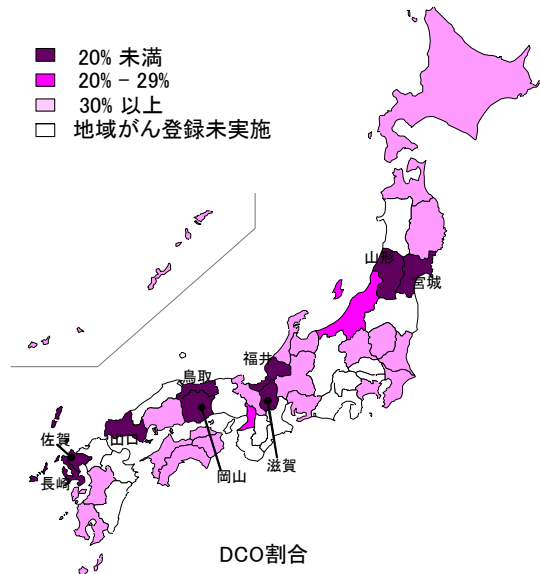 20% 未満
20% - 29%
30% 以上
地域がん登録未実施
山形
宮城
福井
鳥取
佐賀
山口
長崎
岡山
滋賀
DCO割合